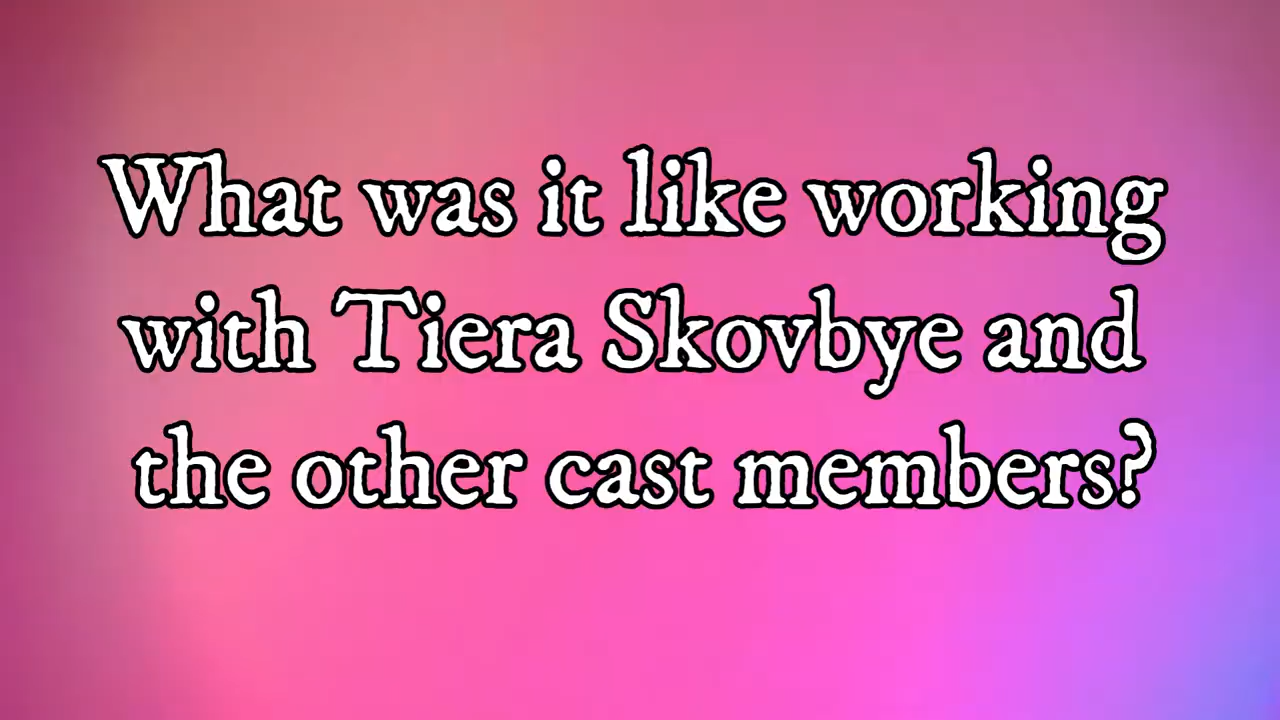 What was it like working
with Tiera Skovbye and
the other cast members?